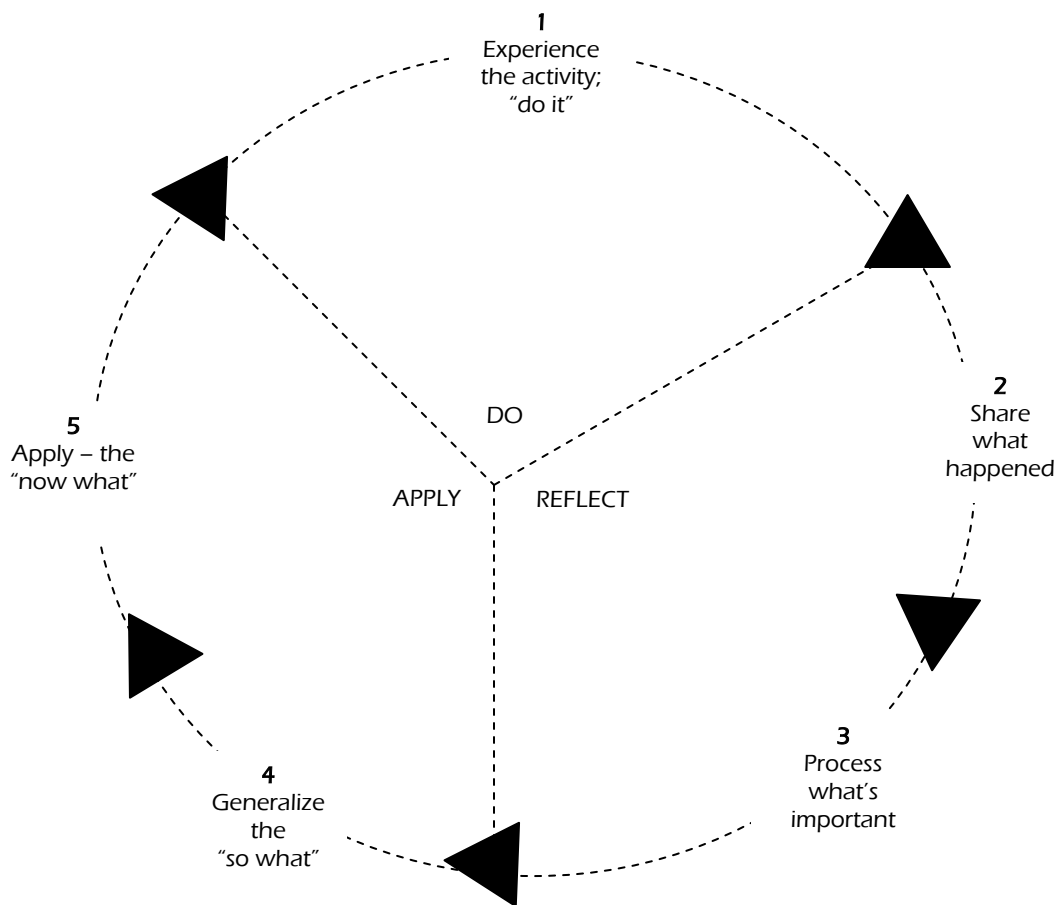 1
Experience
the activity;
“do it”
2
Share
what
happened
3
Process
what’s
important
4
Generalize
the
“so what”
5
Apply – the
“now what”
DO
APPLY
REFLECT